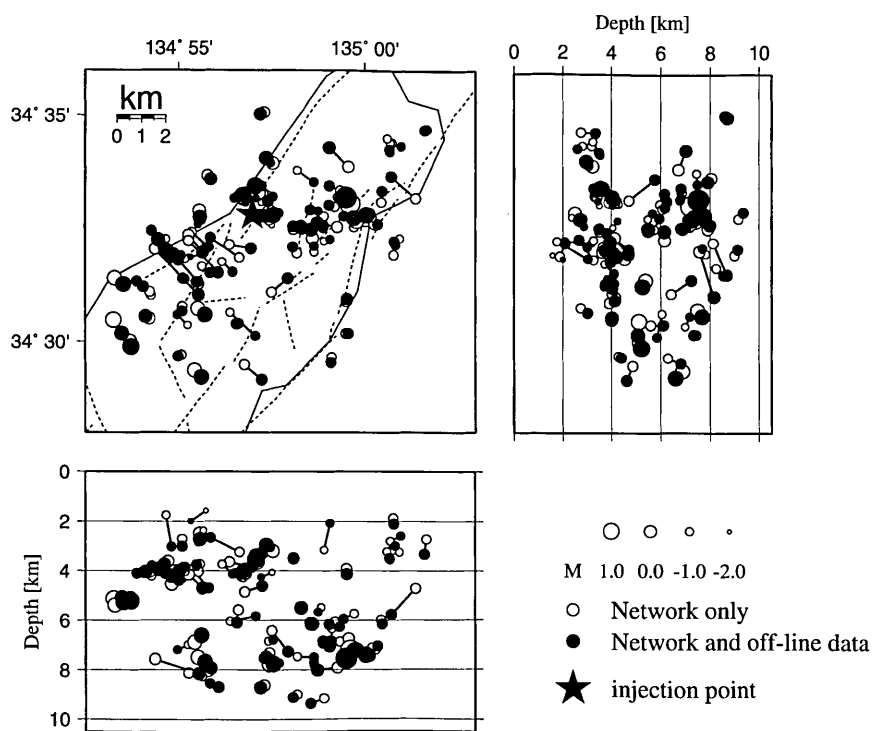 134° 55' 135° 00'
34° 35'
34° 30'
km
0 1 2
Depth [km]
0 2 4 6 8 10
Depth [km]
0
2
4
6
8
10
M 1.0 0.0 -1.0 -2.0
Network only
Network and off-line data
injection point